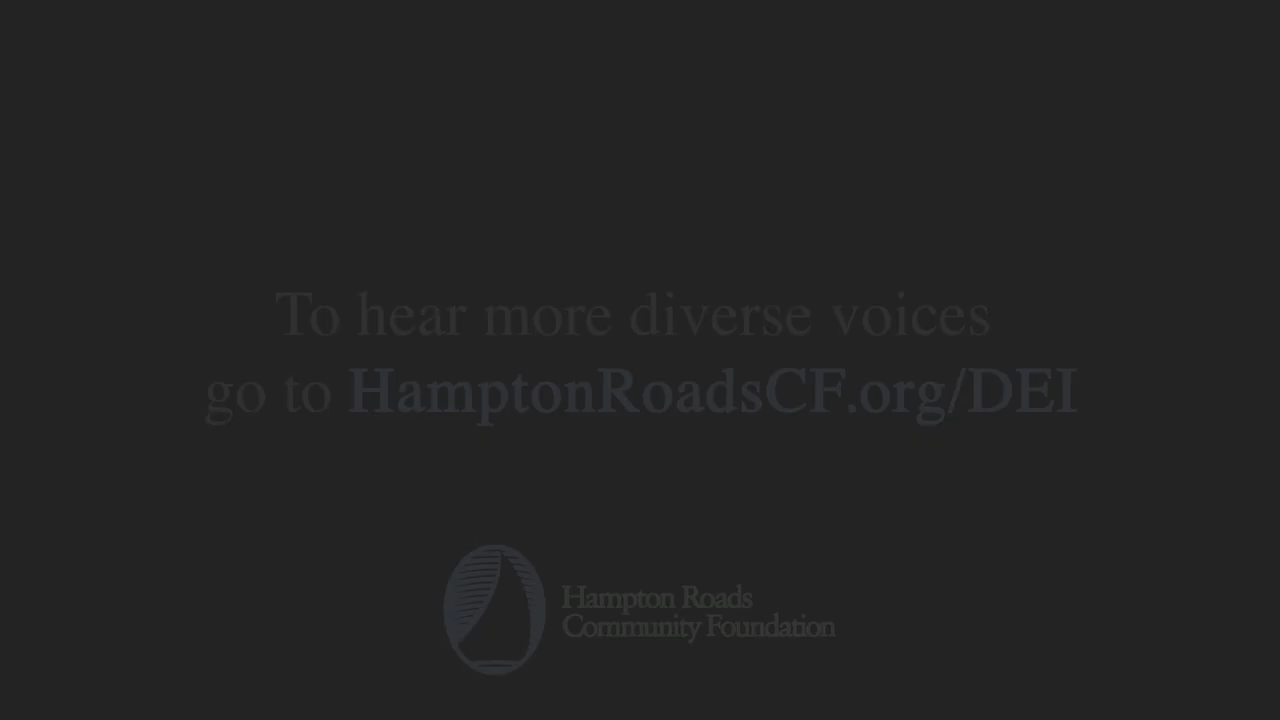 To hear more diverse voices
go to HamptonRoadsCF.org/DEI
Hampton Roads
Community Foundation